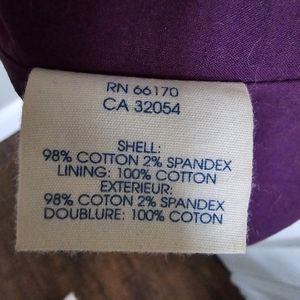 RN 66170
CA 32054
SHELL:
98% COTTON 2% SPANDEX
LINING: 100% COTTON
EXTERIEUR:
98% COTTON 2% SPANDEX
DOUBLURE: 100% COTON